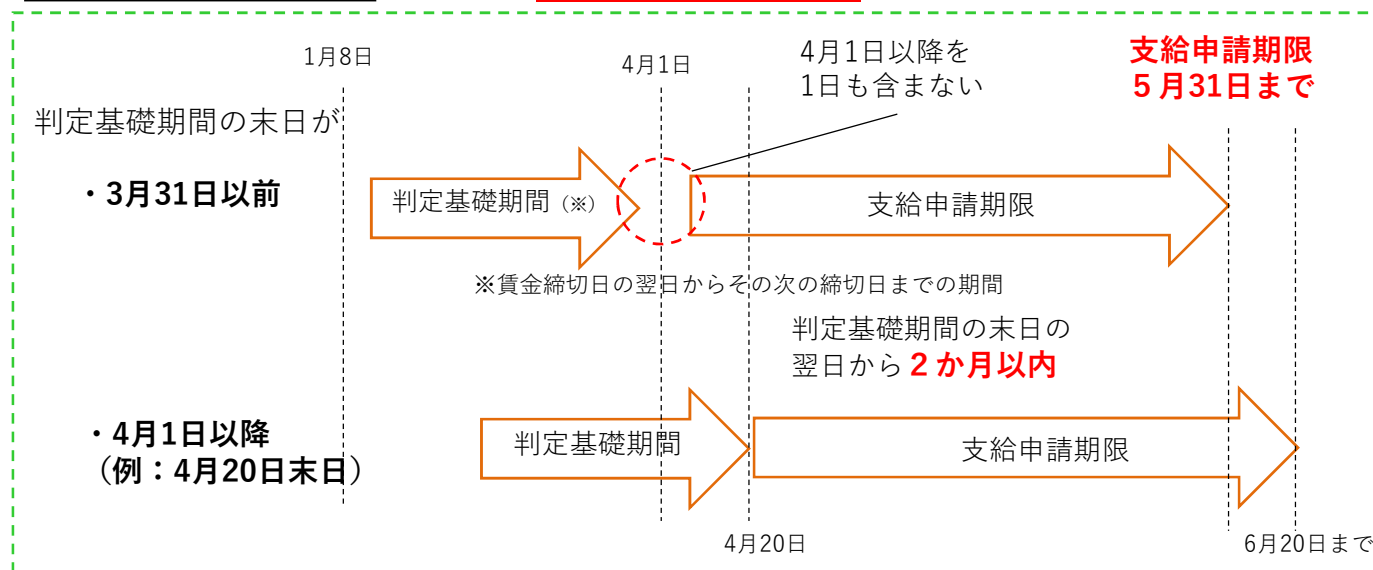 1月8日
4月1日
4月1日以降を
1日も含まない
支給申請期限
５月31日まで
判定基礎期間の末日が
・3月31日以前
判定基礎期間（※）
支給申請期限
※賃金締切日の翌日からその次の締切日までの期間
判定基礎期間の末日の
翌日から２か月以内
・4月1日以降
（例：4月20日末日）
判定基礎期間
支給申請期限
4月20日
6月20日まで